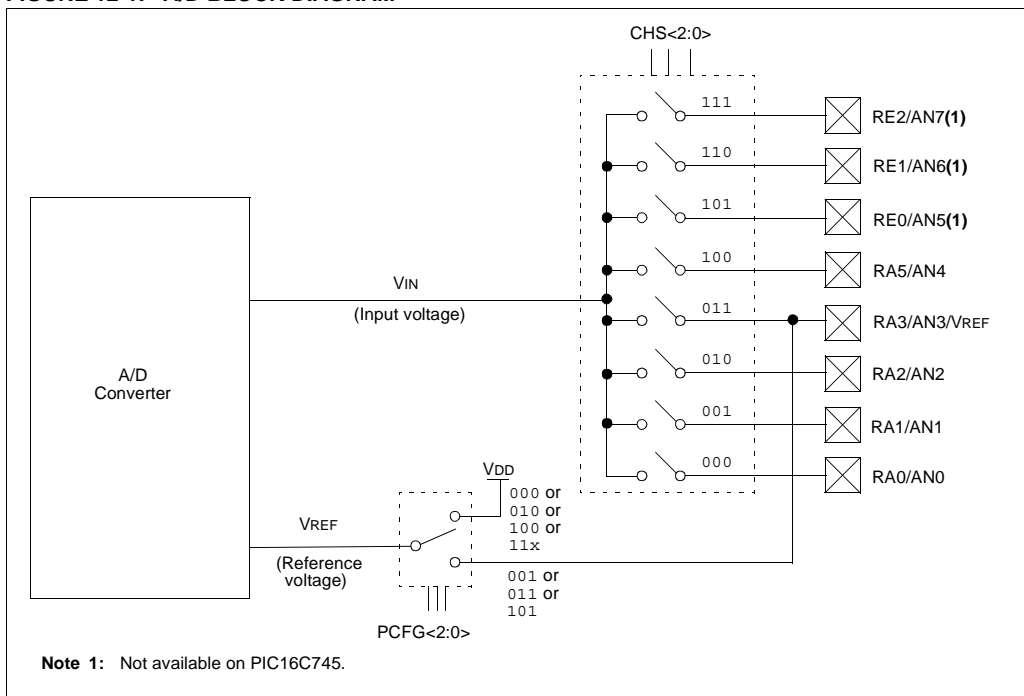 CHS<2:0>
111
RE2/AN7(1)
110
RE1/AN6(1)
101
RE0/AN5(1)
100
RA5/AN4
VIN
(Input voltage)
011
RA3/AN3/VREF
A/D
Converter
010
RA2/AN2
001
RA1/AN1
000
RA0/AN0
VDD
000 or
010 or
100 or
11x
VREF
(Reference
voltage)
001 or
011 or
101
PCFG<2:0>
Note 1: Not available on PIC16C745.